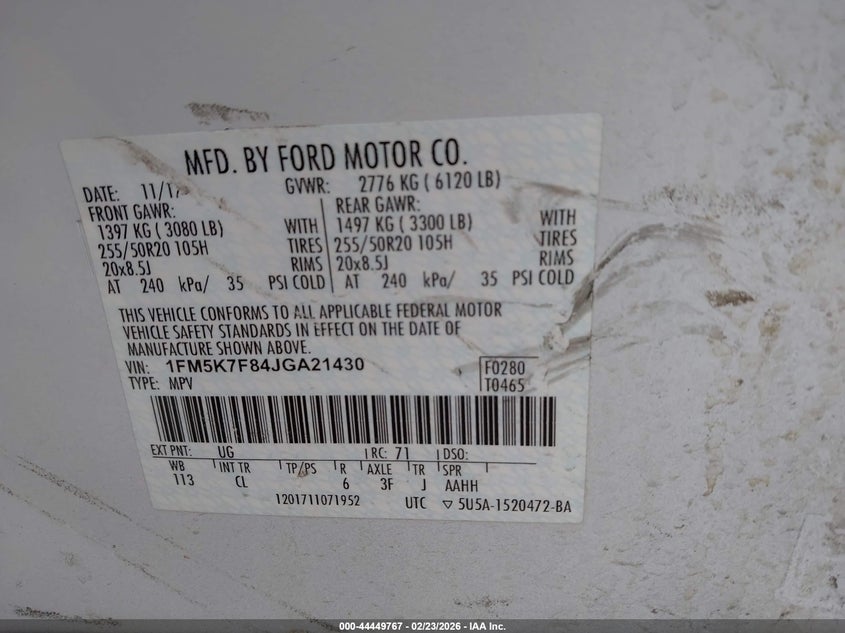 MFD. BY FORD MOTOR CO.
DATE: 11/17 GVWR: 2776 KG ( 6120 LB)
FRONT GAWR: REAR GAWR:
1397 KG ( 3080 LB) WITH 1497 KG ( 3300 LB) WITH
255/50R20 105H TIRES 255/50R20 105H TIRES
20x8.5J RIMS 20x8.5J RIMS
AT 240 kPa/ 35 PSI COLD AT 240 kPa/ 35 PSI COLD
THIS VEHICLE CONFORMS TO ALL APPLICABLE FEDERAL MOTOR
VEHICLE SAFETY STANDARDS IN EFFECT ON THE DATE OF
MANUFACTURE SHOWN ABOVE.
VIN: 1FM5K7F84JGA21430 F0280
TYPE: MPV T0465
EXT PNT: UG RC: 71 DSO:
WB INT TR TP/PS R AXLE TR SPR
113 CL 6 3F J AAHH
1201711071952 UTC ▽ 5U5A-1520472-BA
000-44449767 - 02/23/2026 - IAA Inc.